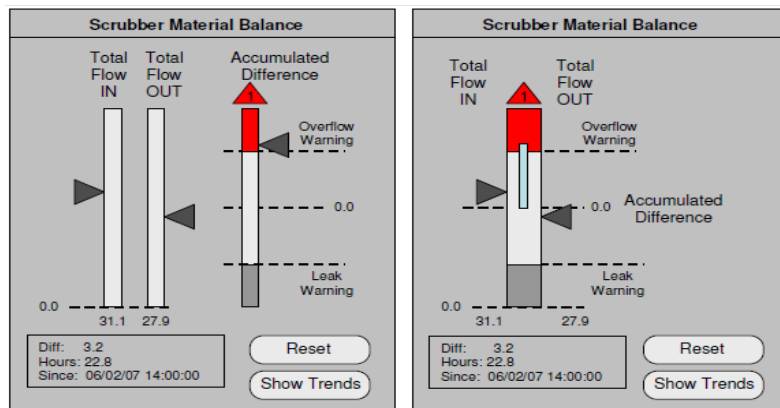 Scrubber Material Balance
Total
Flow
IN
Total
Flow
OUT
Accumulated
Difference
1
Overflow
Warning
0.0
Leak
Warning
0.0
31.1
27.9
Diff: 3.2
Hours: 22.8
Since: 06/02/07 14:00:00
Reset
Show Trends
Scrubber Material Balance
Total
Flow
IN
Total
Flow
OUT
1
Overflow
Warning
0.0
Accumulated
Difference
Leak
Warning
0.0
31.1
27.9
Diff: 3.2
Hours: 22.8
Since: 06/02/07 14:00:00
Reset
Show Trends